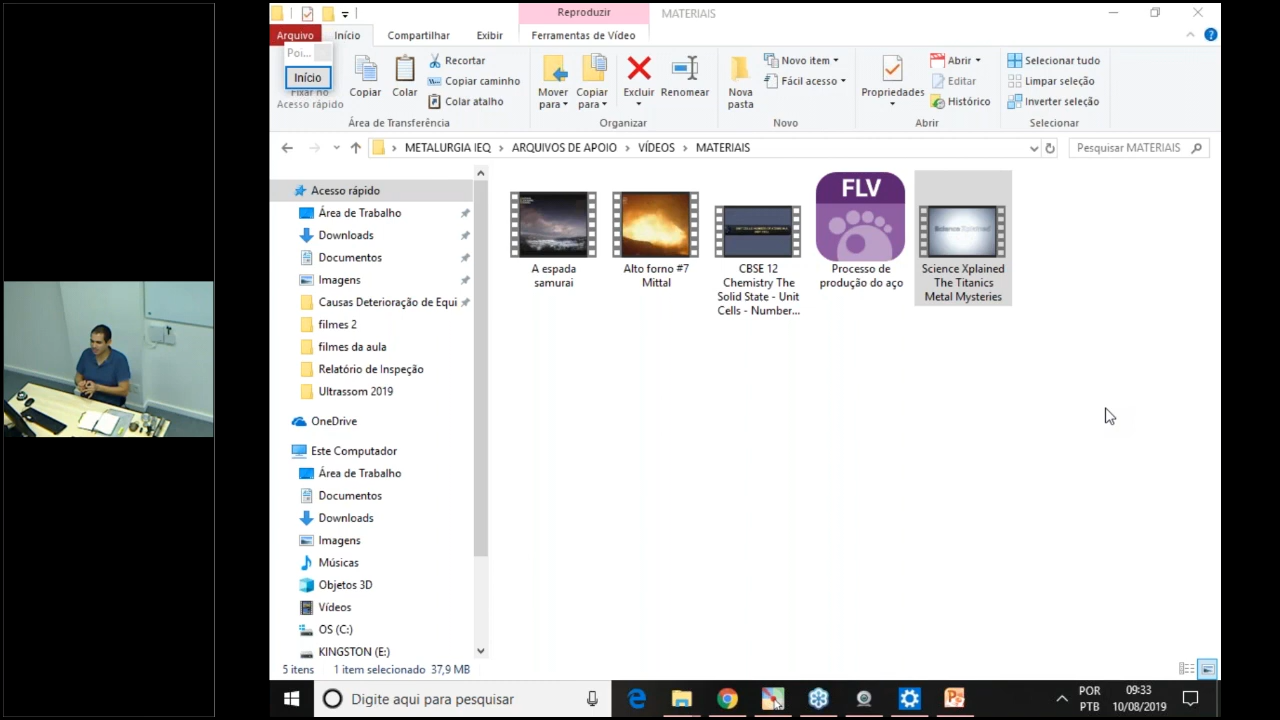 Reproduzir
MATERIAIS
Arquivo
Início
Compartilhar
Exibir
Ferramentas de Vídeo
Poi...
Início
Fixar no
Acesso rápido
Copiar
Colar
Recortar
Copiar caminho
Colar atalho
Área de Transferência
Mover
para
Copiar
para
Excluir
Renomear
Organizar
Nova
pasta
Novo item
Fácil acesso
Novo
Propriedades
Abrir
Editar
Histórico
Abrir
Selecionar tudo
Limpar seleção
Inverter seleção
Selecionar
METALURGIA IEQ > ARQUIVOS DE APOIO > VÍDEOS > MATERIAIS
Pesquisar MATERIAIS
Acesso rápido
Área de Trabalho
Downloads
Documentos
Imagens
Causas Deterioração de Equi
filmes 2
filmes da aula
Relatório de Inspeção
Ultrassom 2019
OneDrive
Este Computador
Área de Trabalho
Documentos
Downloads
Imagens
Músicas
Objetos 3D
Vídeos
OS (C:)
KINGSTON (E:)
A espada
samurai
Alto forno #7
Mittal
CBSE 12
Chemistry The
Solid State - Unit
Cells - Number...
FLV
Processo de
produção do aço
Science Xplained
Science Xplained
The Titanics
Metal Mysteries
5 itens
1 item selecionado 37,9 MB
Digite aqui para pesquisar
POR
PTB
09:33
10/08/2019